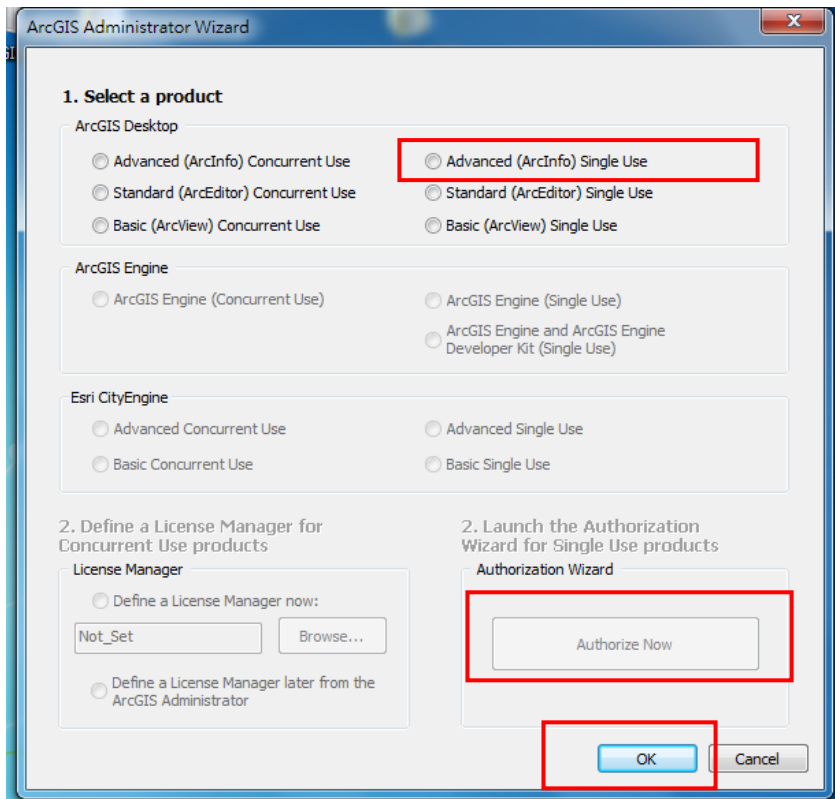 ArcGIS Administrator Wizard
1. Select a product
ArcGIS Desktop
Advanced (ArcInfo) Concurrent Use
Advanced (ArcInfo) Single Use
Standard (ArcEditor) Concurrent Use
Standard (ArcEditor) Single Use
Basic (ArcView) Concurrent Use
Basic (ArcView) Single Use
ArcGIS Engine
ArcGIS Engine (Concurrent Use)
ArcGIS Engine (Single Use)
ArcGIS Engine and ArcGIS Engine
Developer Kit (Single Use)
Esri CityEngine
Advanced Concurrent Use
Advanced Single Use
Basic Concurrent Use
Basic Single Use
2. Define a License Manager for
Concurrent Use products
License Manager
Define a License Manager now:
Not_Set
Browse...
Define a License Manager later from the
ArcGIS Administrator
2. Launch the Authorization
Wizard for Single Use products
Authorization Wizard
Authorize Now
OK
Cancel